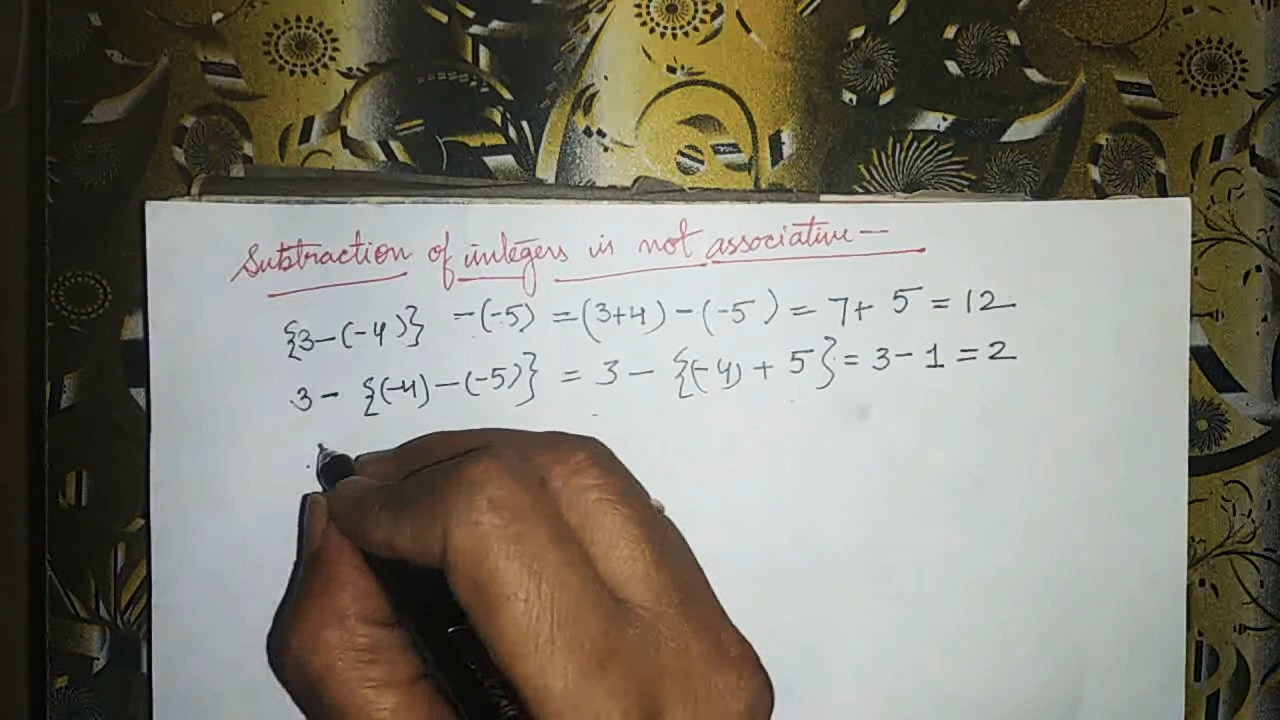 Subtraction of integers is not associative —
{3-(-4)} -(-5) = (3+4) - (-5) = 7+ 5 = 12
3 - {(-4)-(-5)} = 3 - {(-4) + 5} = 3 - 1 = 2